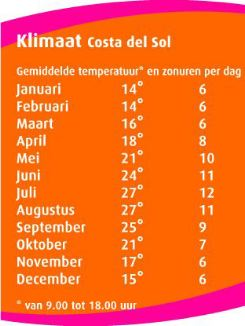 Klimaat Costa del Sol
Gemiddelde temperatuur* en zonuren per dag
Januari 14° 6
Februari 14° 6
Maart 16° 6
April 18° 8
Mei 21° 10
Juni 24° 11
Juli 27° 12
Augustus 27° 11
September 25° 9
Oktober 21° 7
November 17° 6
December 15° 6
* van 9.00 tot 18.00 uur